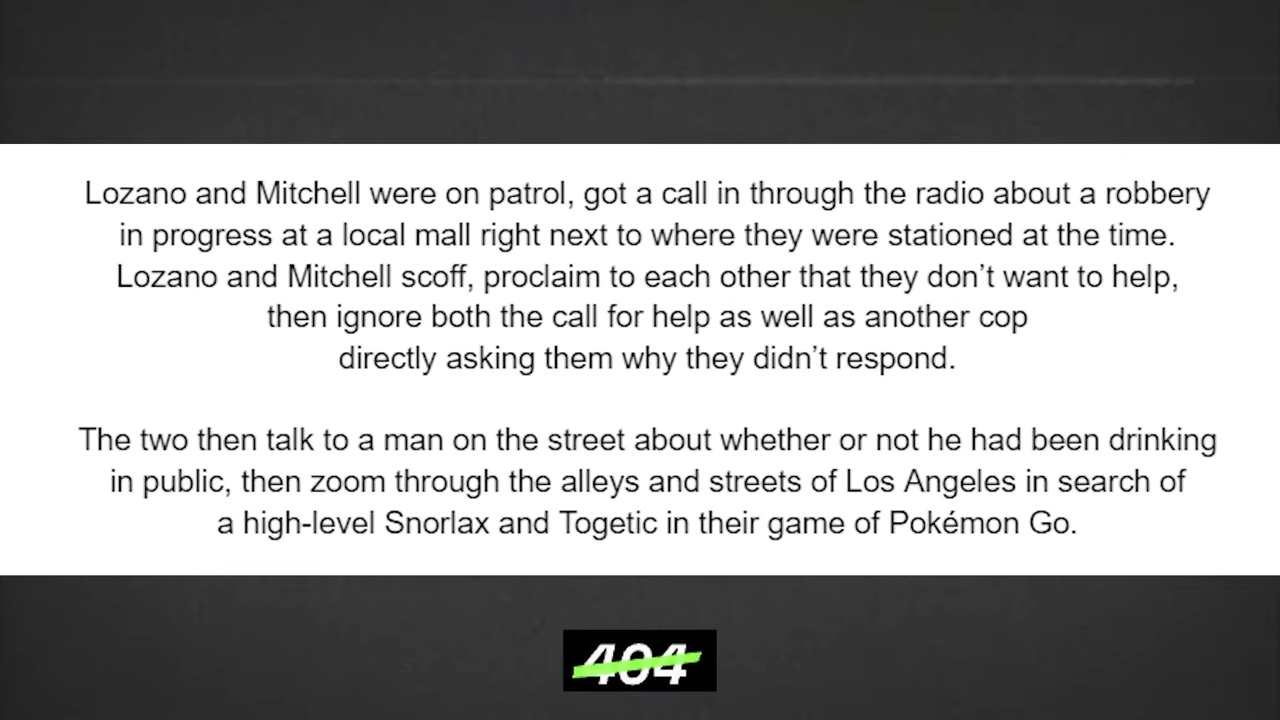 Lozano and Mitchell were on patrol, got a call in through the radio about a robbery
in progress at a local mall right next to where they were stationed at the time.
Lozano and Mitchell scoff, proclaim to each other that they don’t want to help,
then ignore both the call for help as well as another cop
directly asking them why they didn’t respond.
The two then talk to a man on the street about whether or not he had been drinking
in public, then zoom through the alleys and streets of Los Angeles in search of
a high-level Snorlax and Togetic in their game of Pokémon Go.
404